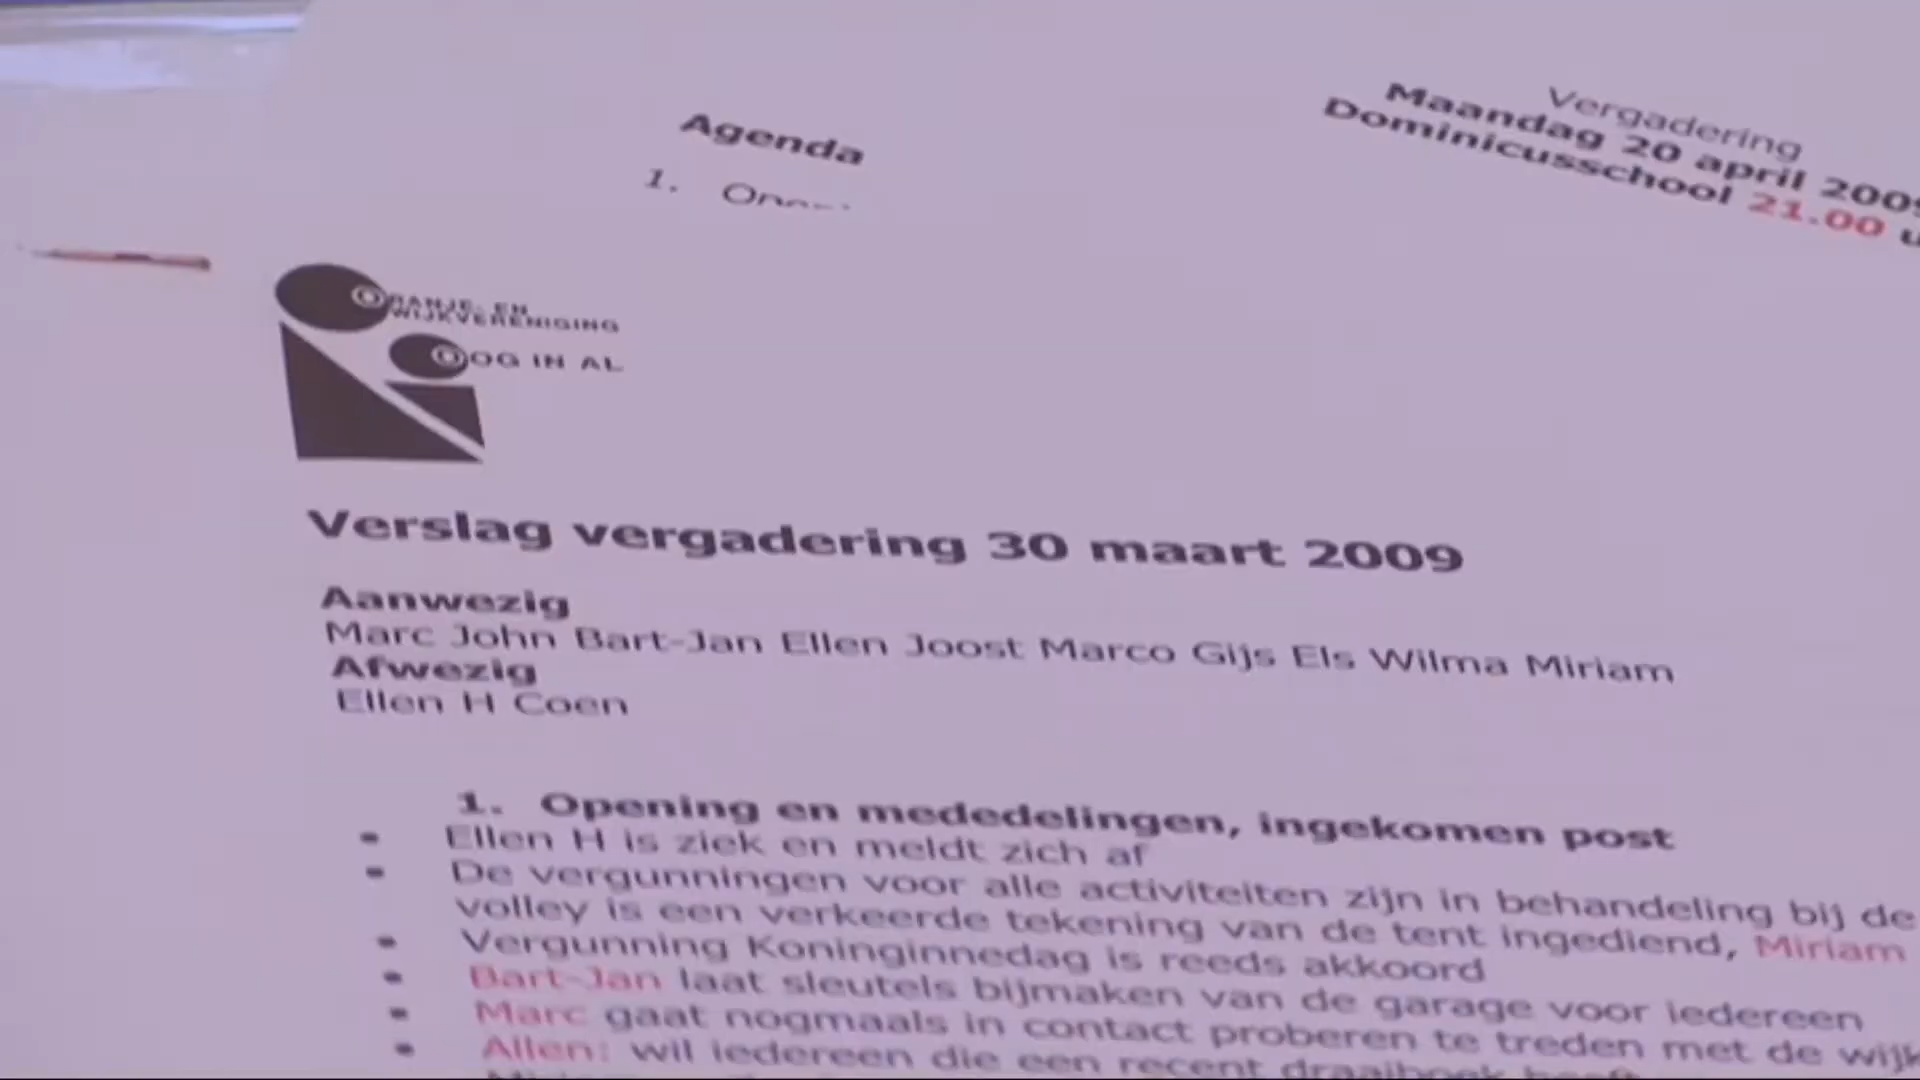 Vergadering
Maandag 20 april 2009
Dominicusschool 21.00 u
Agenda
1.
ORANJE- EN
WIJKVERENIGING
OOG IN AL
Verslag vergadering 30 maart 2009
Aanwezig
Marc John Bart-Jan Ellen Joost Marco Gijs Els Wilma Miriam
Afwezig
Ellen H Coen
1. Opening en mededelingen, ingekomen post
• Ellen H is ziek en meldt zich af
• De vergunningen voor alle activiteiten zijn in behandeling bij de
volley is een verkeerde tekening van de tent ingediend, Miriam
• Vergunning Koninginnedag is reeds akkoord
• Bart-Jan laat sleutels bijmaken van de garage voor iedereen
• Marc gaat nogmaals in contact proberen te treden met de wijk
• Allen: wil iedereen die een recent draaiboek heeft